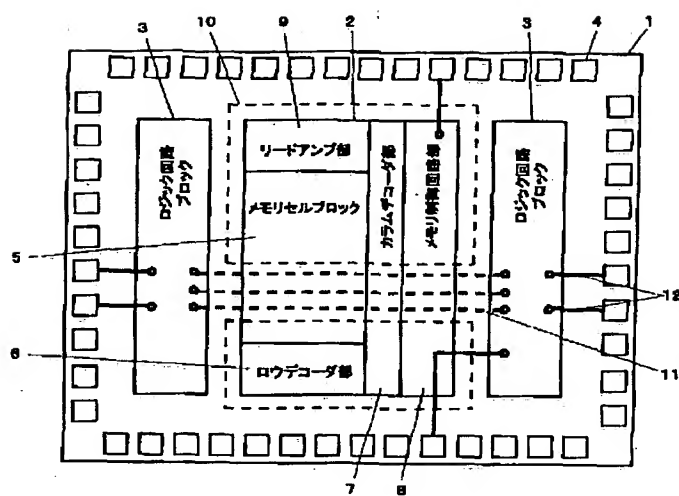 10
9
2
3
4
1
3
リードアンプ部
メモリセルブロック
カラムデコーダ部
メモリ制御回路部
ロジック回路
ブロック
ロジック回路
ブロック
5
12
11
6
ロウデコーダ部
7
8